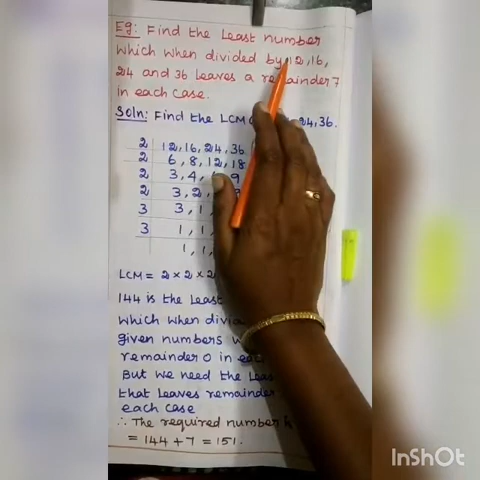 Eg: Find the Least number
which when divided by 12,16,
24 and 36 leaves a remainder 7
in each case.
Soln: Find the LCM 24,36.
2 12, 16, 24, 36.
2 6, 8, 12, 18
2 3, 4, 9
2 3, 2,
3 3, 1,
3 1, 1,
1, 1,
LCM = 2 × 2 × 2
144 is the Least
which when
given numbers
remainder 0 in
But we need the
that leaves remainder
each case
∴ The required number
= 144 + 7 = 151.
InShOt